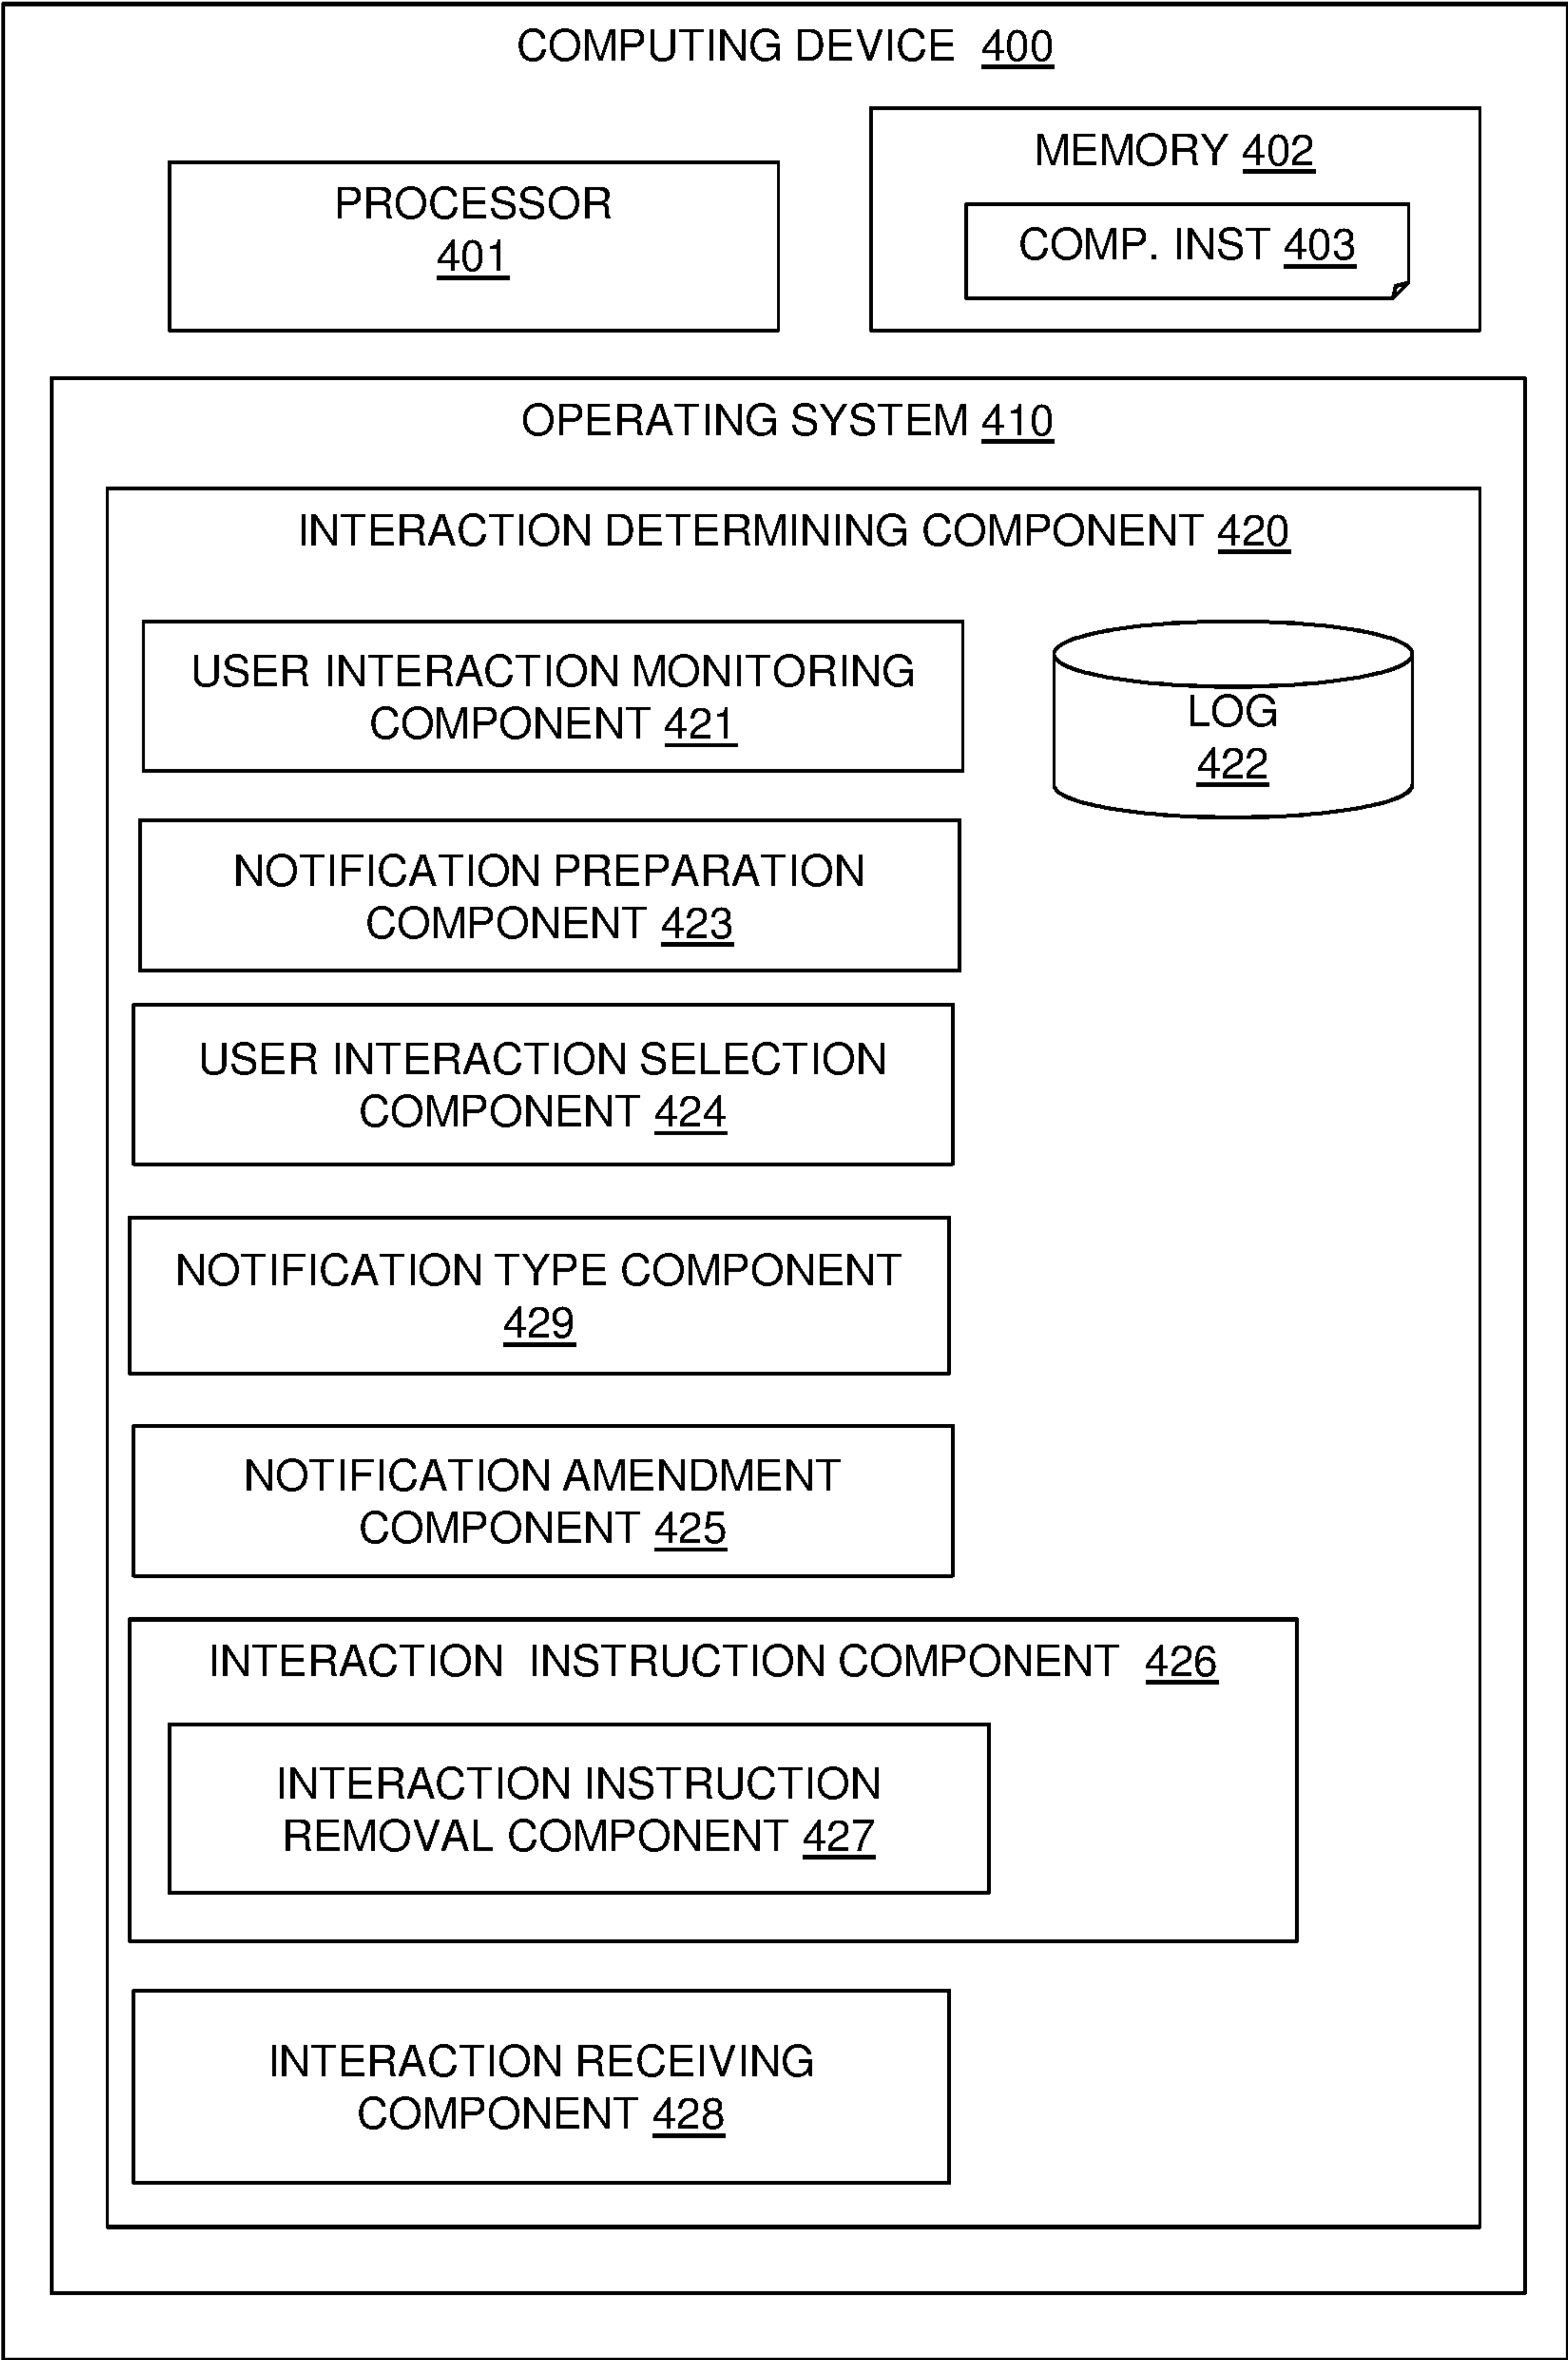 COMPUTING DEVICE 400
PROCESSOR
401
MEMORY 402
COMP. INST 403
OPERATING SYSTEM 410
INTERACTION DETERMINING COMPONENT 420
USER INTERACTION MONITORING
COMPONENT 421
LOG
422
NOTIFICATION PREPARATION
COMPONENT 423
USER INTERACTION SELECTION
COMPONENT 424
NOTIFICATION TYPE COMPONENT
429
NOTIFICATION AMENDMENT
COMPONENT 425
INTERACTION INSTRUCTION COMPONENT 426
INTERACTION INSTRUCTION
REMOVAL COMPONENT 427
INTERACTION RECEIVING
COMPONENT 428